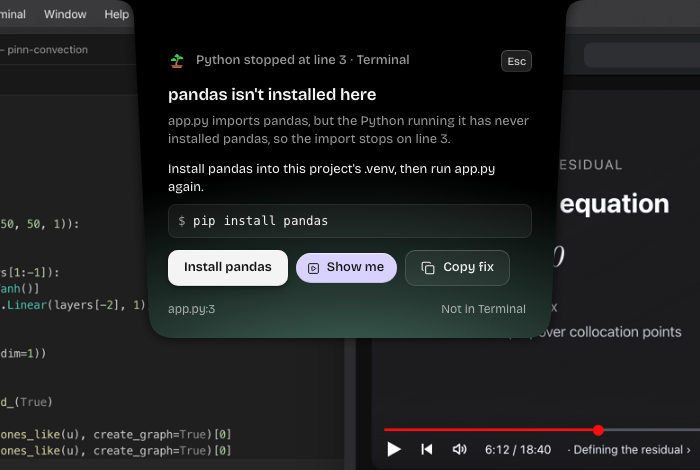 minal Window Help
– pinn-convection
Python stopped at line 3 · Terminal
Esc
pandas isn't installed here
app.py imports pandas, but the Python running it has never
installed pandas, so the import stops on line 3.
Install pandas into this project's .venv, then run app.py
again.
$ pip install pandas
Install pandas
Show me
Copy fix
app.py:3
Not in Terminal
50, 50, 1)):
rs[1:-1]):
anh()]
.Linear(layers[-2], 1)
dim=1))
d_(True)
ones_like(u), create_graph=True)[0]
ones_like(u), create_graph=True)[0]
ESIDUAL
equation
0
x
over collocation points
6:12 / 18:40 · Defining the residual ›